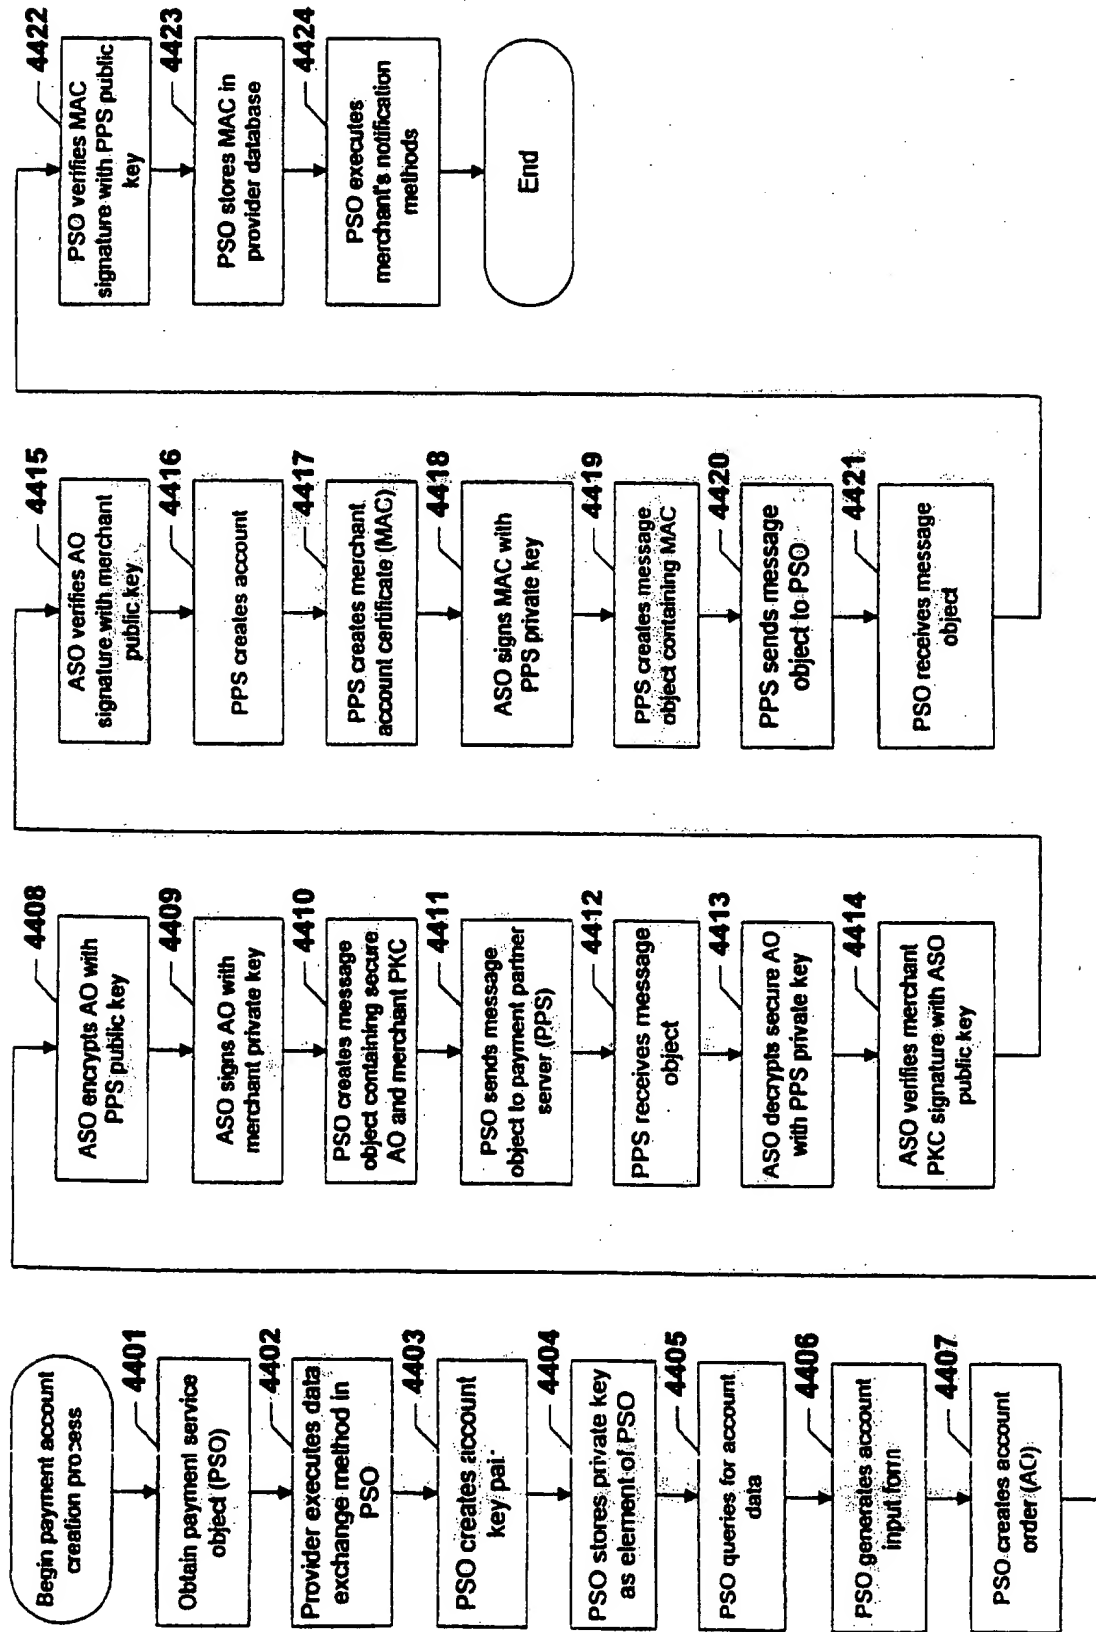 Begin payment account
creation process
4401
Obtain payment service
object (PSO)
4402
Provider executes data
exchange method in
PSO
4403
PSO creates account
key pair
4404
PSO stores private key
as element of PSO
4405
PSO queries for account
data
4406
PSO generates account
input form
4407
PSO creates account
order (AO)
4408
ASO encrypts AO with
PPS public key
4409
ASO signs AO with
merchant private key
4410
PSO creates message
object containing secure
AO and merchant PKC
4411
PSO sends message
object to payment partner
server (PPS)
4412
PPS receives message
object
4413
ASO decrypts secure AO
with PPS private key
4414
ASO verifies merchant
PKC signature with ASO
public key
4415
ASO verifies AO
signature with merchant
public key
4416
PPS creates account
4417
PPS creates merchant
account certificate (MAC)
4418
ASO signs MAC with
PPS private key
4419
PPS creates message
object containing MAC
4420
PPS sends message
object to PSO
4421
PSO receives message
object
4422
PSO verifies MAC
signature with PPS public
key
4423
PSO stores MAC in
provider database
4424
PSO executes
merchant's notification
methods
End